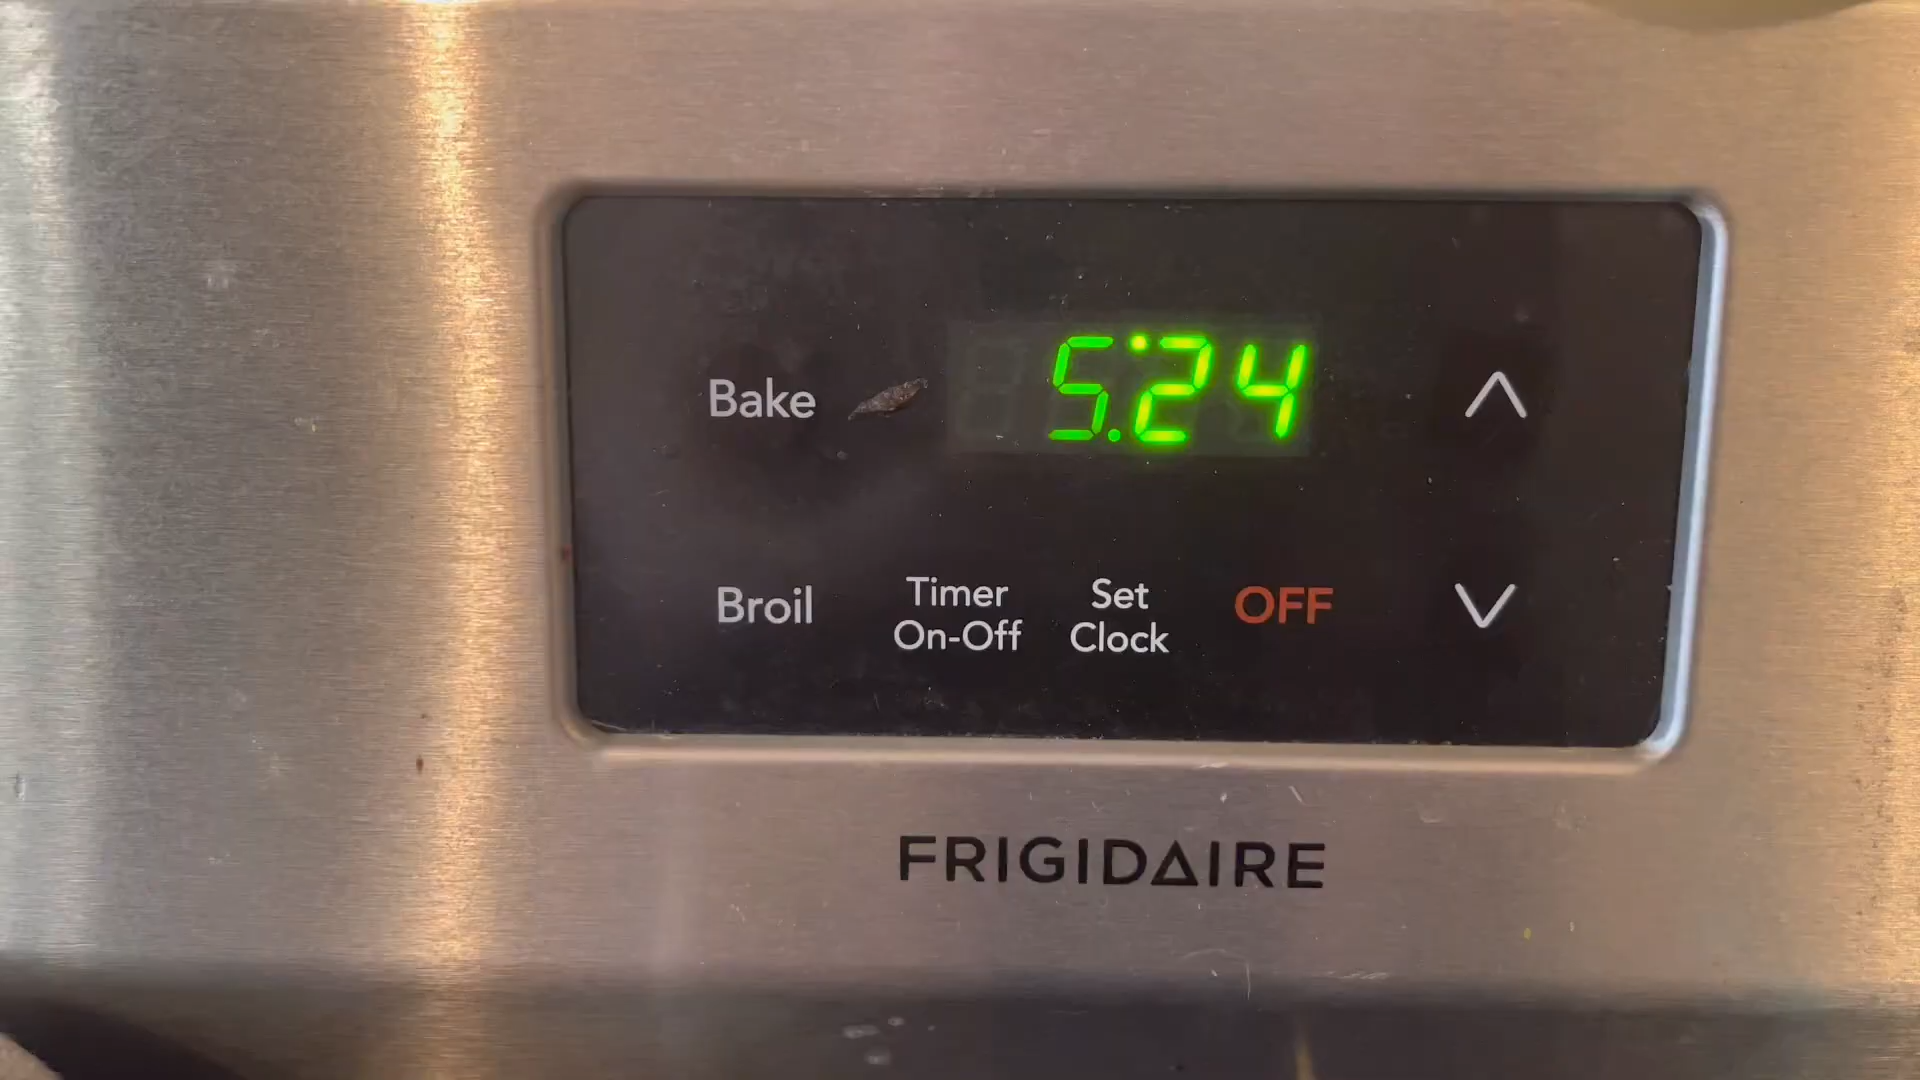 Bake
5:24
Broil
Timer
On-Off
Set
Clock
OFF
FRIGIDAIRE